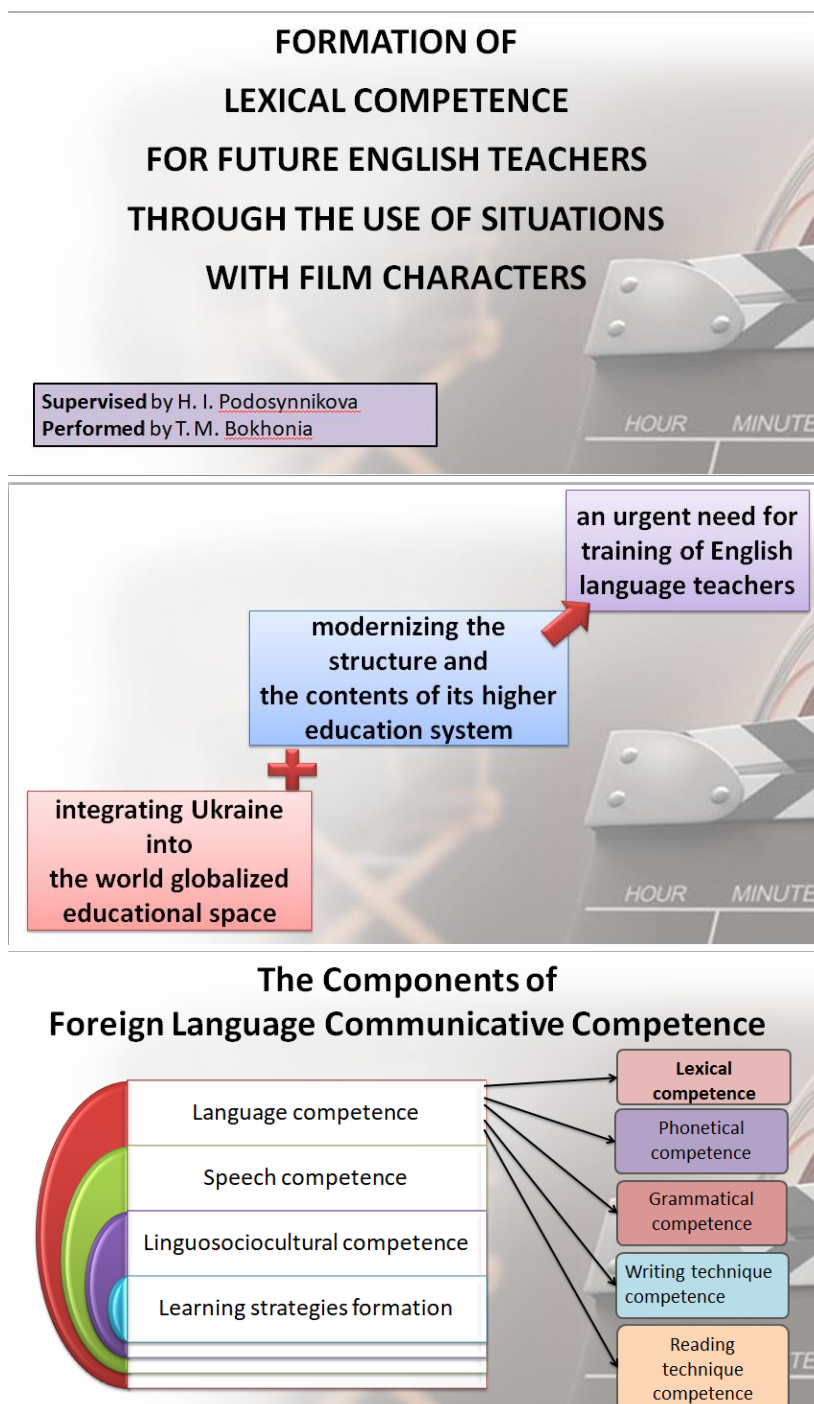 FORMATION OF
LEXICAL COMPETENCE
FOR FUTURE ENGLISH TEACHERS
THROUGH THE USE OF SITUATIONS
WITH FILM CHARACTERS
Supervised by H. I. Podosynnikova
Performed by T. M. Bokhonia
HOUR MINUTE
an urgent need for
training of English
language teachers
modernizing the
structure and
the contents of its higher
education system
integrating Ukraine
into
the world globalized
educational space
HOUR MINUTE
The Components of
Foreign Language Communicative Competence
Language competence
Speech competence
Linguosociocultural competence
Learning strategies formation
Lexical
competence
Phonetical
competence
Grammatical
competence
Writing technique
competence
Reading
technique
competence
HOUR
TE